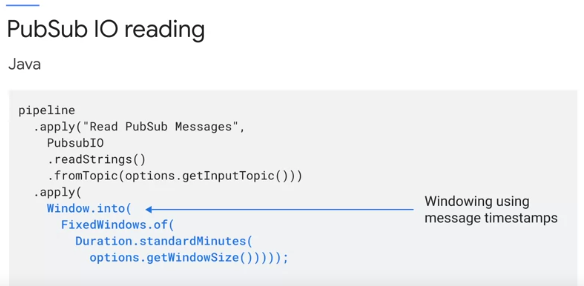 PubSub IO reading
Java
pipeline
  .apply("Read PubSub Messages",
    PubsubIO
    .readStrings()
    .fromTopic(options.getInputTopic()))
  .apply(
    Window.into(
      FixedWindows.of(
        Duration.standardMinutes(
          options.getWindowSize()))));
Windowing using
message timestamps